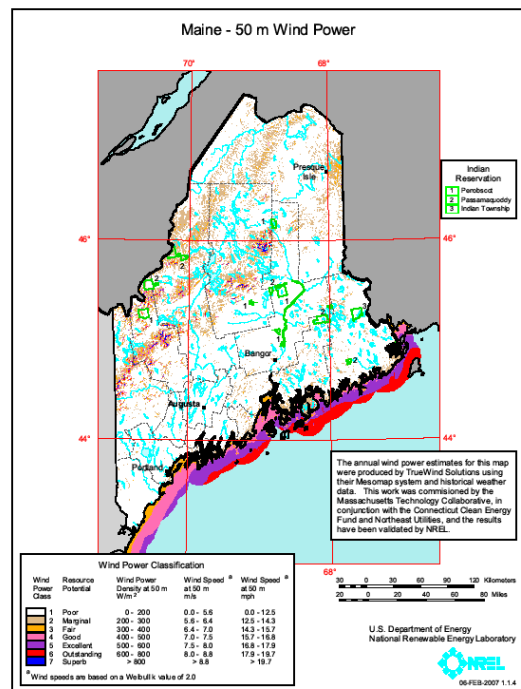 Maine - 50 m Wind Power
70°
68°
Presque
Isle
Indian
Reservation
1 Penobscot
2 Passamaquoddy
3 Indian Township
46°
46°
1
2
2
1
2
1
1
3
1
2
Bangor
Augusta
44°
44°
Portland
The annual wind power estimates for this map
were produced by TrueWind Solutions using
their Mesomap system and historical weather
data. This work was commisioned by the
Massachusetts Technology Collaborative, in
conjunction with the Connecticut Clean Energy
Fund and Northeast Utilities, and the results
have been validated by NREL.
68°
Wind Power Classification
Wind Power Class Resource Potential Wind Power Density at 50 m W/m² Wind Speed a at 50 m m/s Wind Speed a at 50 m mph
1 Poor 0 - 200 0.0 - 5.6 0.0 - 12.5
2 Marginal 200 - 300 5.6 - 6.4 12.5 - 14.3
3 Fair 300 - 400 6.4 - 7.0 14.3 - 15.7
4 Good 400 - 500 7.0 - 7.5 15.7 - 16.8
5 Excellent 500 - 600 7.5 - 8.0 16.8 - 17.9
6 Outstanding 600 - 800 8.0 - 8.8 17.9 - 19.7
7 Superb > 800 > 8.8 > 19.7
a Wind speeds are based on a Weibull k value of 2.0
30 0 30 60 90 120 Kilometers
20 0 20 40 60 80 Miles
U.S. Department of Energy
National Renewable Energy Laboratory
NREL
06-FEB-2007 1.1.4